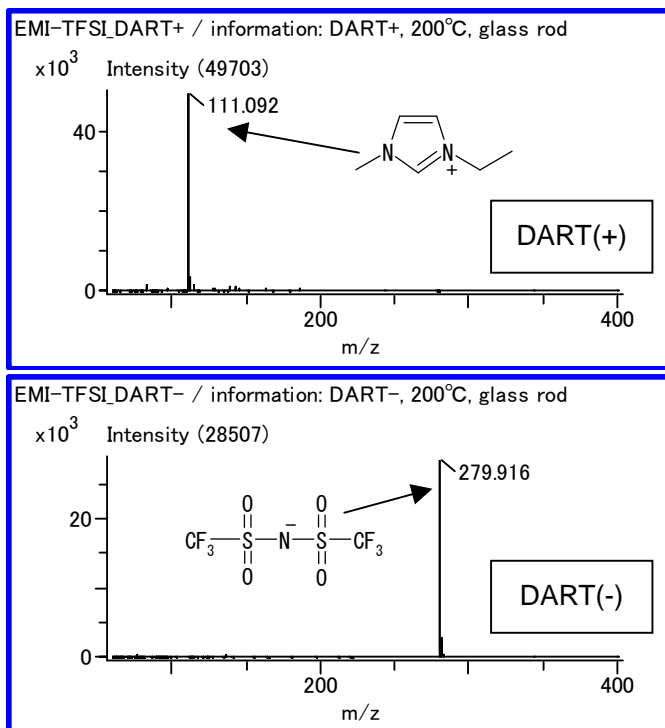 EMI-TFSI_DART+ / information: DART+, 200℃, glass rod
x10³ Intensity (49703)
111.092
40
N
N
+
DART(+)
0
200
400
m/z
EMI-TFSI_DART- / information: DART-, 200℃, glass rod
x10³ Intensity (28507)
279.916
20
O O
CF₃ S N⁻ S CF₃
O O
DART(-)
0
200
400
m/z